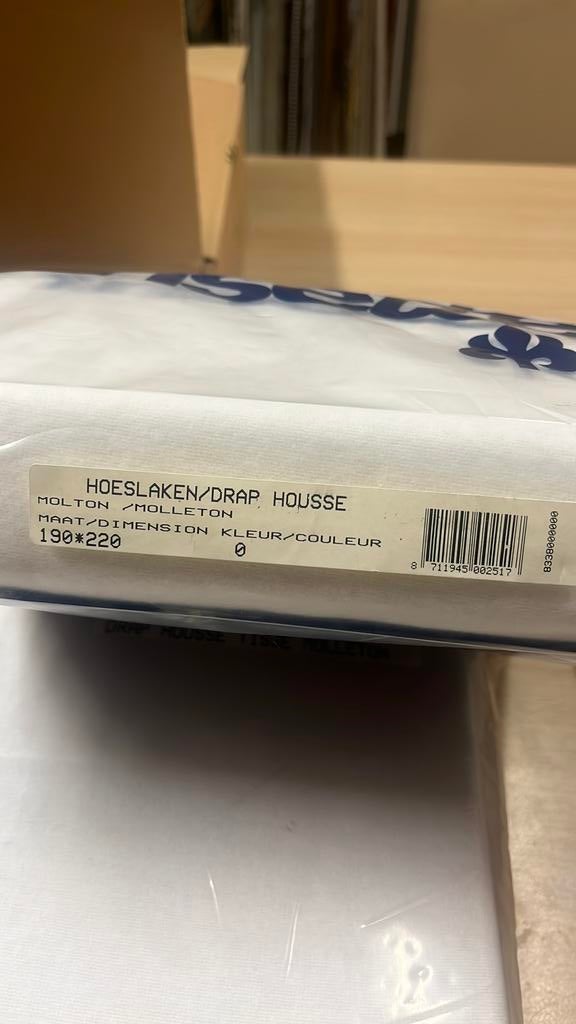 HOESLAKEN/DRAP HOUSSE
MOLTON /MOLLETON
MAAT/DIMENSION KLEUR/COULEUR
190*220 0
8 711945 002517
8338000000
DRAP HOUSSE TISSE MOLLETON